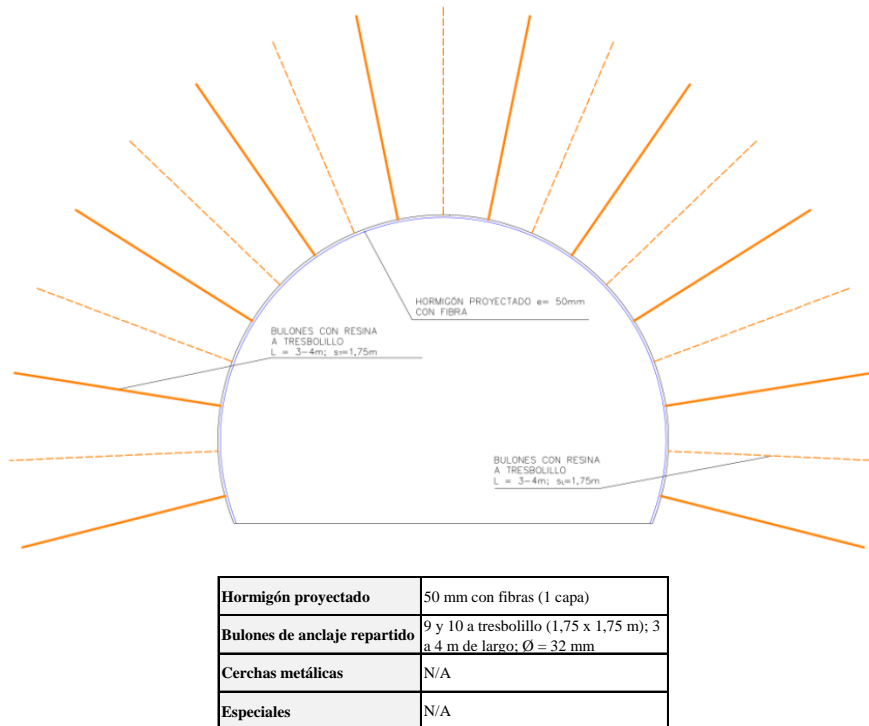 HORMIGÓN PROYECTADO e= 50mm
CON FIBRA
BULONES CON RESINA
A TRESBOLILLO
L = 3-4m; sₜ=1,75m
BULONES CON RESINA
A TRESBOLILLO
L = 3-4m; sʟ=1,75m
Hormigón proyectado 50 mm con fibras (1 capa)
Bulones de anclaje repartido 9 y 10 a tresbolillo (1,75 x 1,75 m); 3
a 4 m de largo; Ø = 32 mm
Cerchas metálicas N/A
Especiales N/A